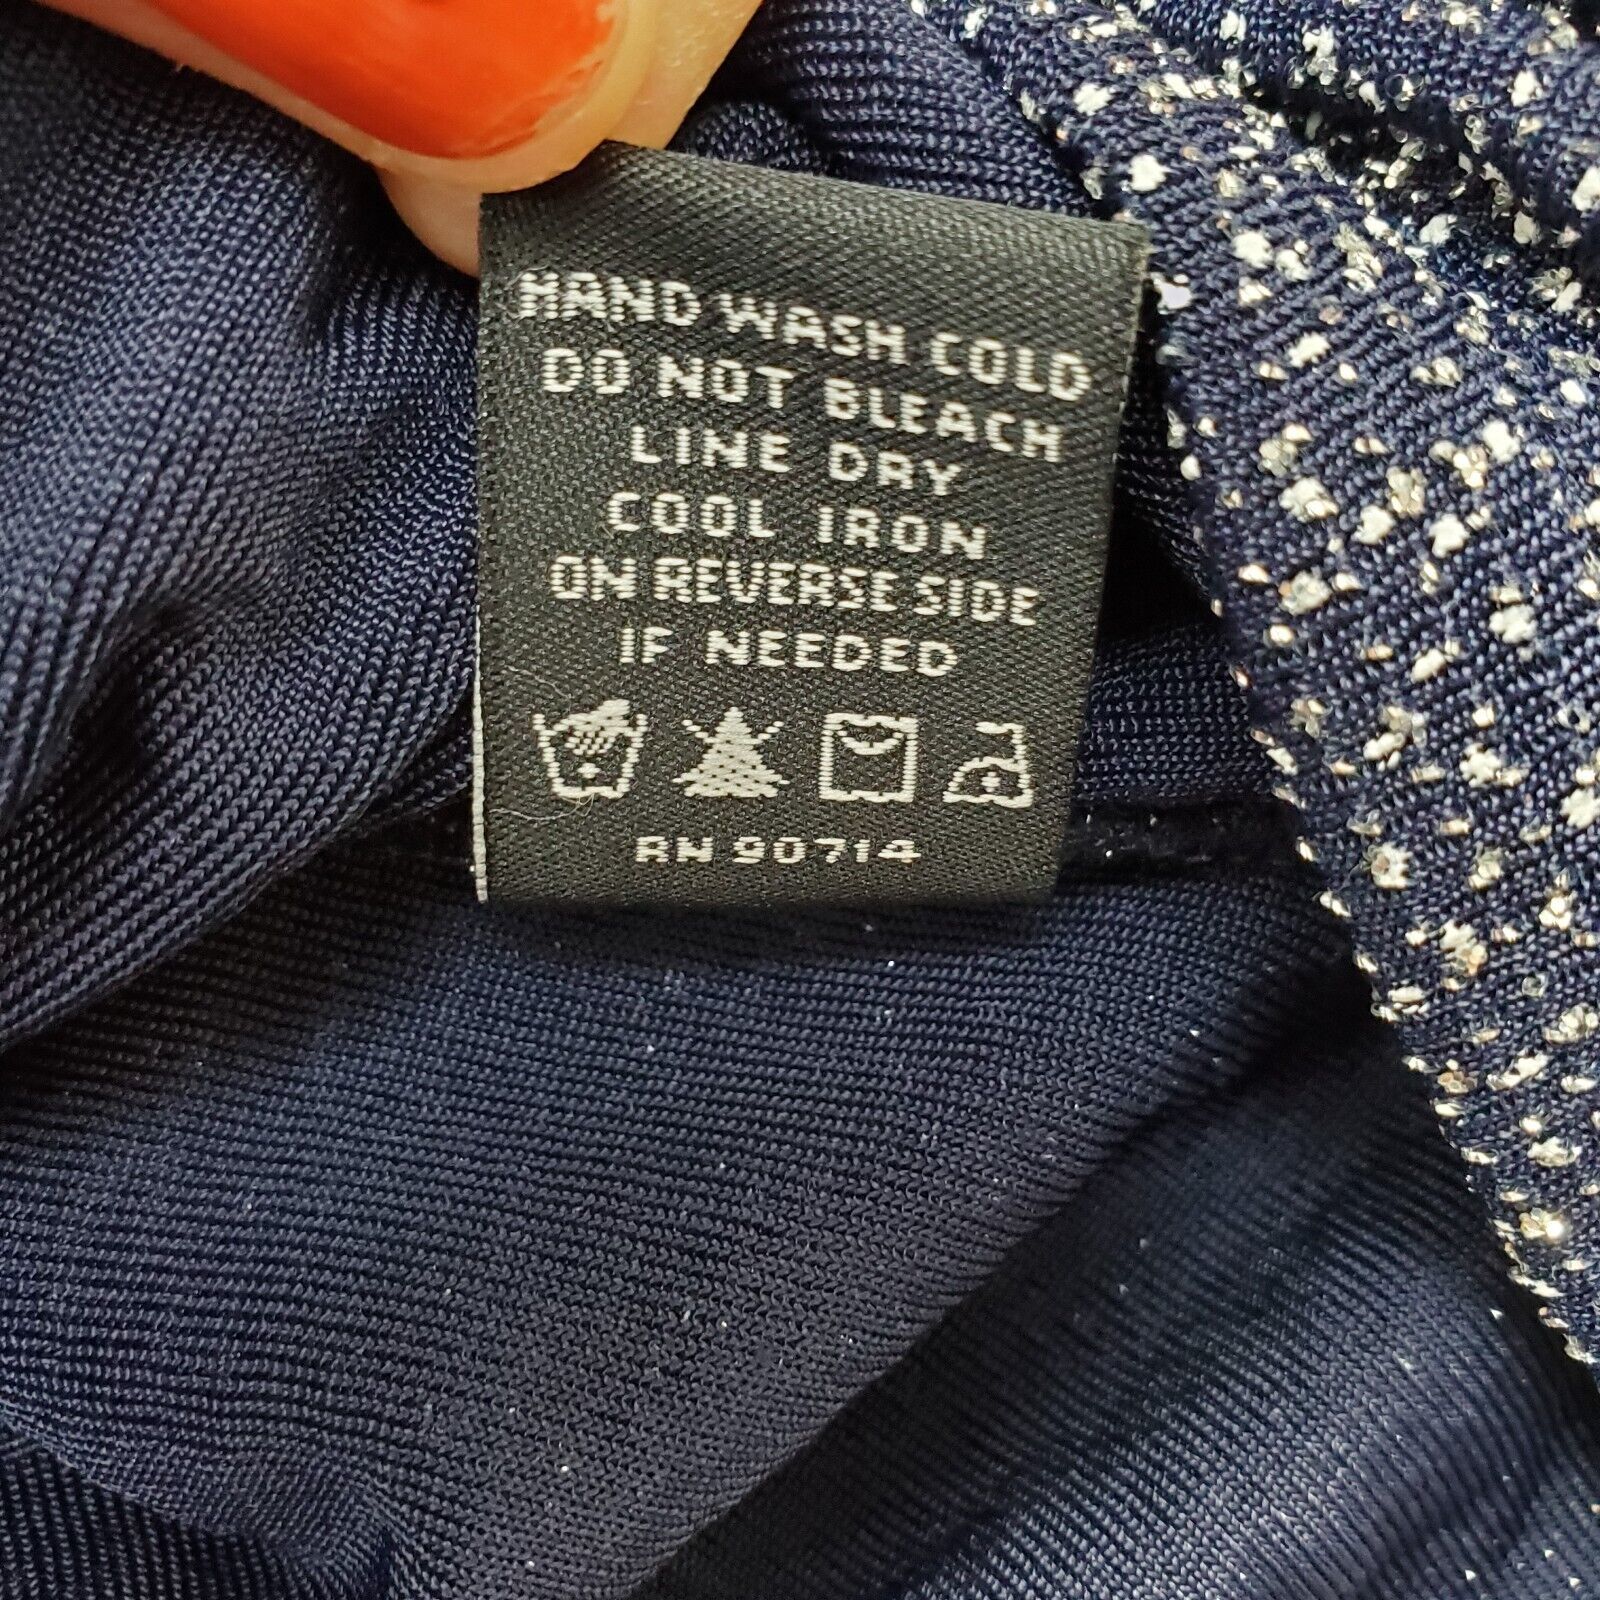 HAND WASH COLD
DO NOT BLEACH
LINE DRY
COOL IRON
ON REVERSE SIDE
IF NEEDED
RN 90714